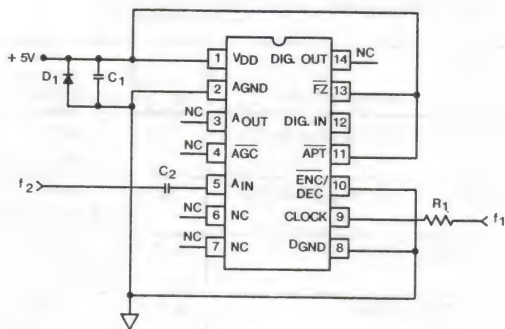 + 5V
D1
C1
1 VDD
2 AGND
NC 3 AOUT
NC 4 AGC
f2
C2
5 AIN
NC 6 NC
NC 7 NC
DIG. OUT 14 NC
FZ 13
DIG. IN 12
APT 11
ENC/ 10
DEC
CLOCK 9
R1
f1
DGND 8